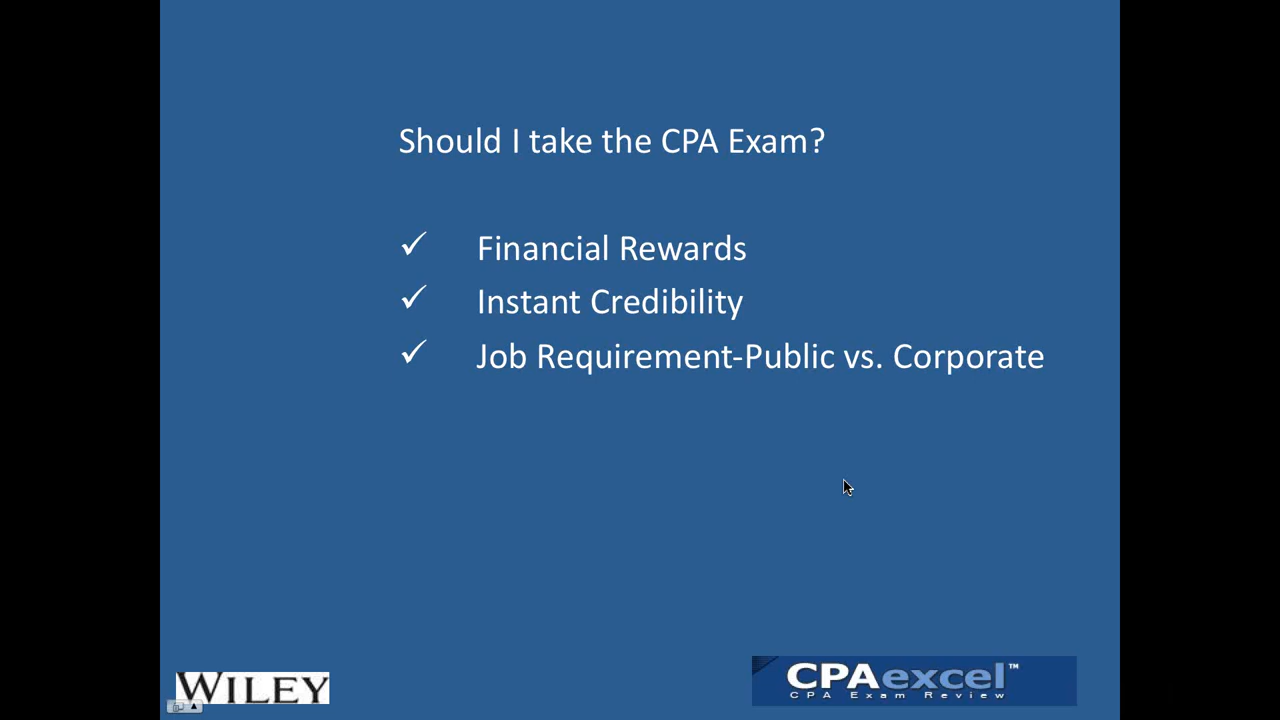 Should I take the CPA Exam?
✓ Financial Rewards
✓ Instant Credibility
✓ Job Requirement-Public vs. Corporate
WILEY
CPAexcel™
CPA Exam Review